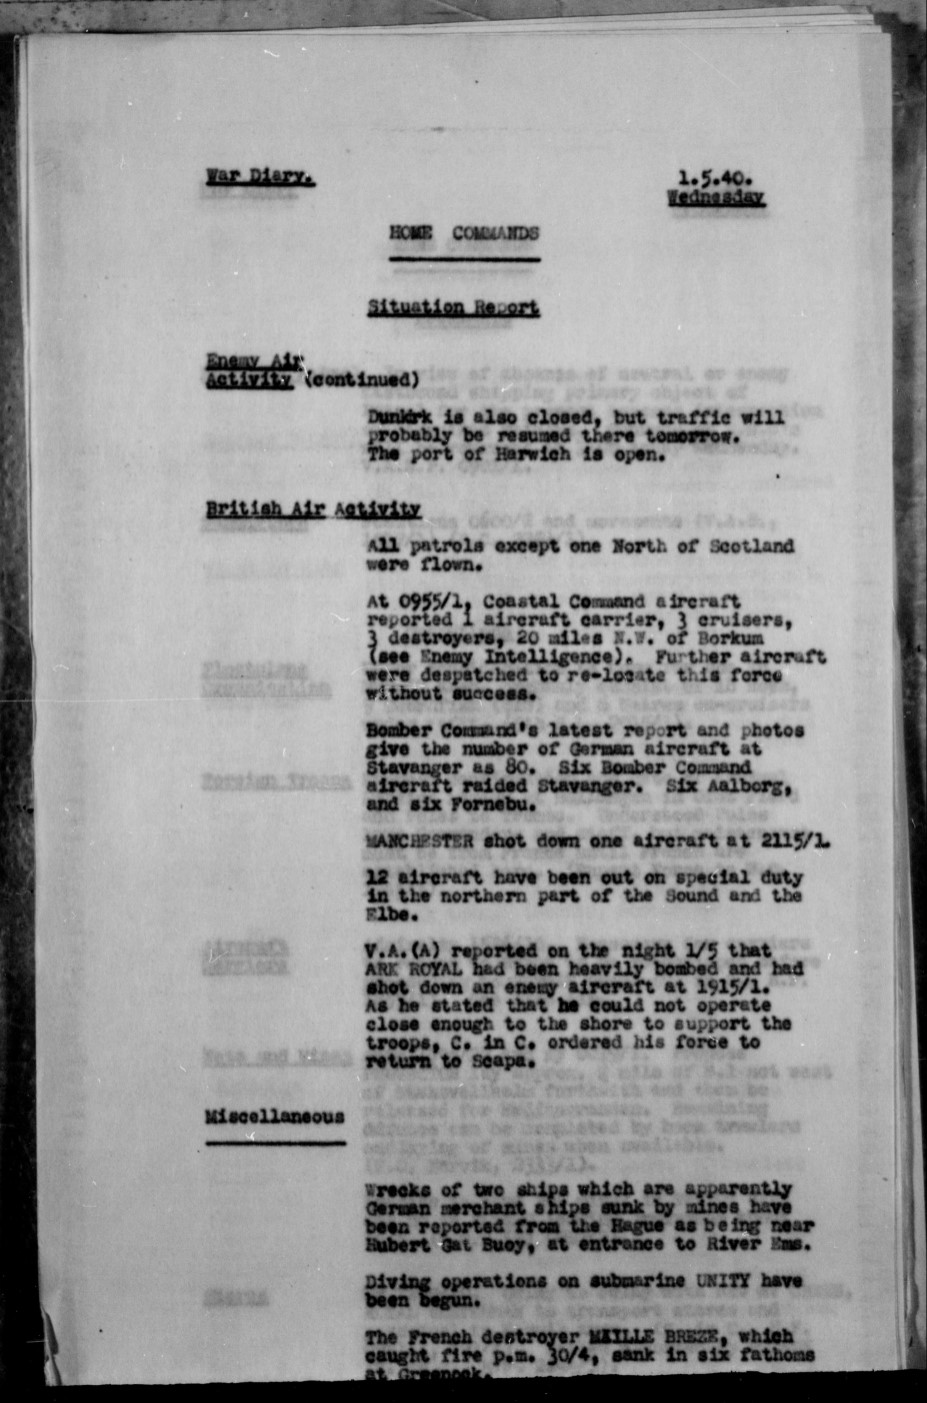 War Diary.
1.5.40.
Wednesday
HOME COMMANDS
Situation Report
Enemy Air
Activity (continued)
Dunkirk is also closed, but traffic will
probably be resumed there tomorrow.
The port of Harwich is open.
British Air Activity
All patrols except one North of Scotland
were flown.
At 0955/1, Coastal Command aircraft
reported 1 aircraft carrier, 3 cruisers,
3 destroyers, 20 miles N.W. of Borkum
(see Enemy Intelligence). Further aircraft
were despatched to re-locate this force
without success.
Bomber Command's latest report and photos
give the number of German aircraft at
Stavanger as 80. Six Bomber Command
aircraft raided Stavanger. Six Aalborg,
and six Fornebu.
MANCHESTER shot down one aircraft at 2115/1.
12 aircraft have been out on special duty
in the northern part of the Sound and the
Elbe.
V.A.(A) reported on the night 1/5 that
ARK ROYAL had been heavily bombed and had
shot down an enemy aircraft at 1915/1.
As he stated that he could not operate
close enough to the shore to support the
troops, C. in C. ordered his force to
return to Scapa.
Miscellaneous
Wrecks of two ships which are apparently
German merchant ships sunk by mines have
been reported from the Hague as being near
Hubert Gat Buoy, at entrance to River Ems.
Diving operations on submarine UNITY have
been begun.
The French destroyer MAILLE BREZE, which
caught fire p.m. 30/4, sank in six fathoms
at Greenock.